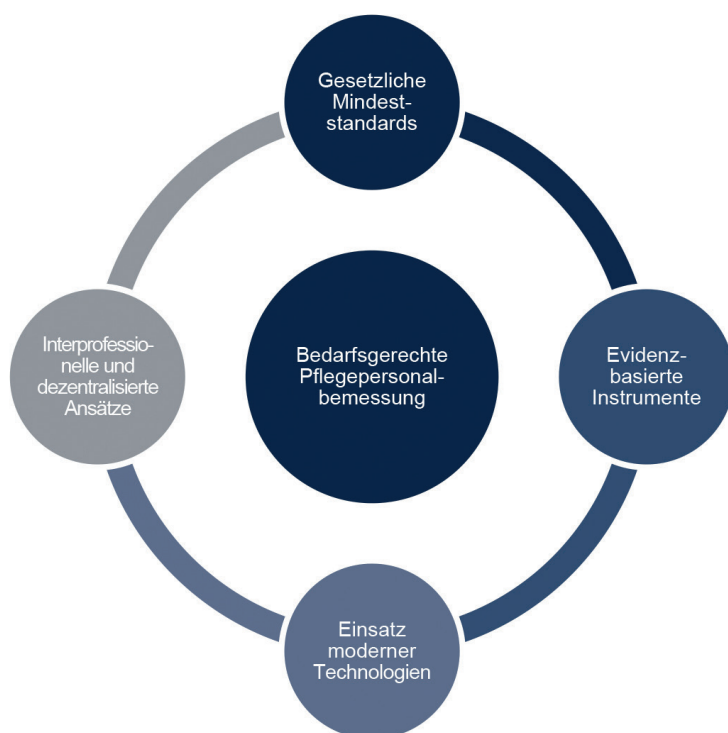 Gesetzliche
Mindest-
standards
Interprofessio-
nelle und
dezentralisierte
Ansätze
Bedarfsgerechte
Pflegepersonal-
bemessung
Evidenz-
basierte
Instrumente
Einsatz
moderner
Technologien